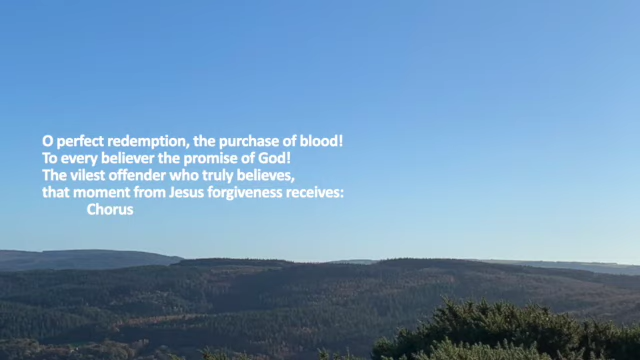 O perfect redemption, the purchase of blood!
To every believer the promise of God!
The vilest offender who truly believes,
that moment from Jesus forgiveness receives:
Chorus